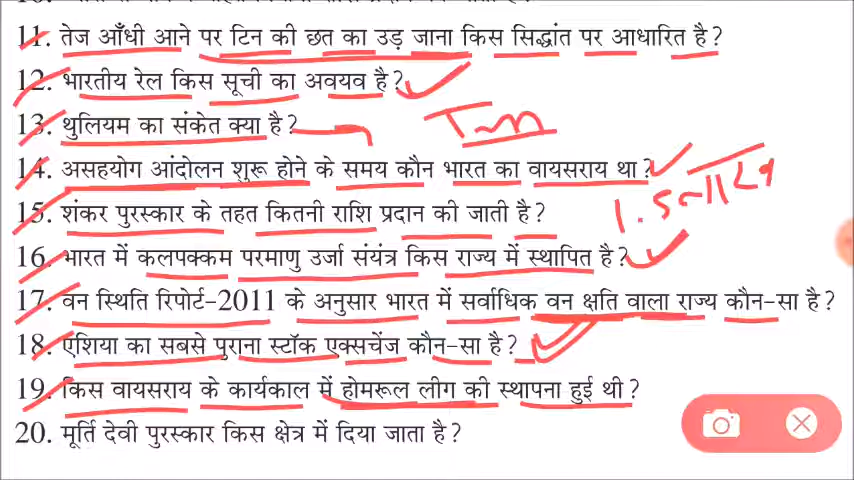 11. तेज आँधी आने पर टिन की छत का उड़ जाना किस सिद्धांत पर आधारित है?
12. भारतीय रेल किस सूची का अवयव है?
13. थुलियम का संकेत क्या है?
Tm
14. असहयोग आंदोलन शुरू होने के समय कौन भारत का वायसराय था?
15. शंकर पुरस्कार के तहत कितनी राशि प्रदान की जाती है?
1.5
16. भारत में कलपक्कम परमाणु उर्जा संयंत्र किस राज्य में स्थापित है?
17. वन स्थिति रिपोर्ट-2011 के अनुसार भारत में सर्वाधिक वन क्षति वाला राज्य कौन-सा है?
18. एशिया का सबसे पुराना स्टॉक एक्सचेंज कौन-सा है?
19. किस वायसराय के कार्यकाल में होमरूल लीग की स्थापना हुई थी?
20. मूर्ति देवी पुरस्कार किस क्षेत्र में दिया जाता है?